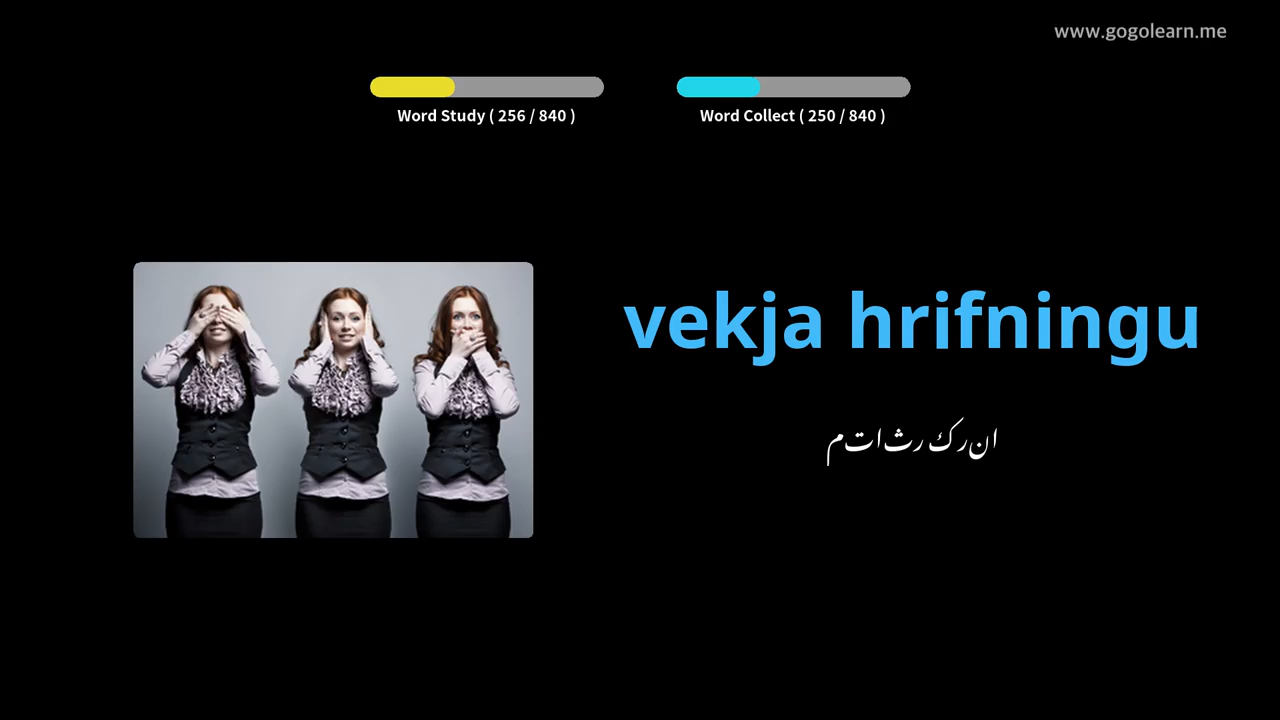 www.gogolearn.me
Word Study ( 256 / 840 )
Word Collect ( 250 / 840 )
vekja hrifningu
متاثر کرنا